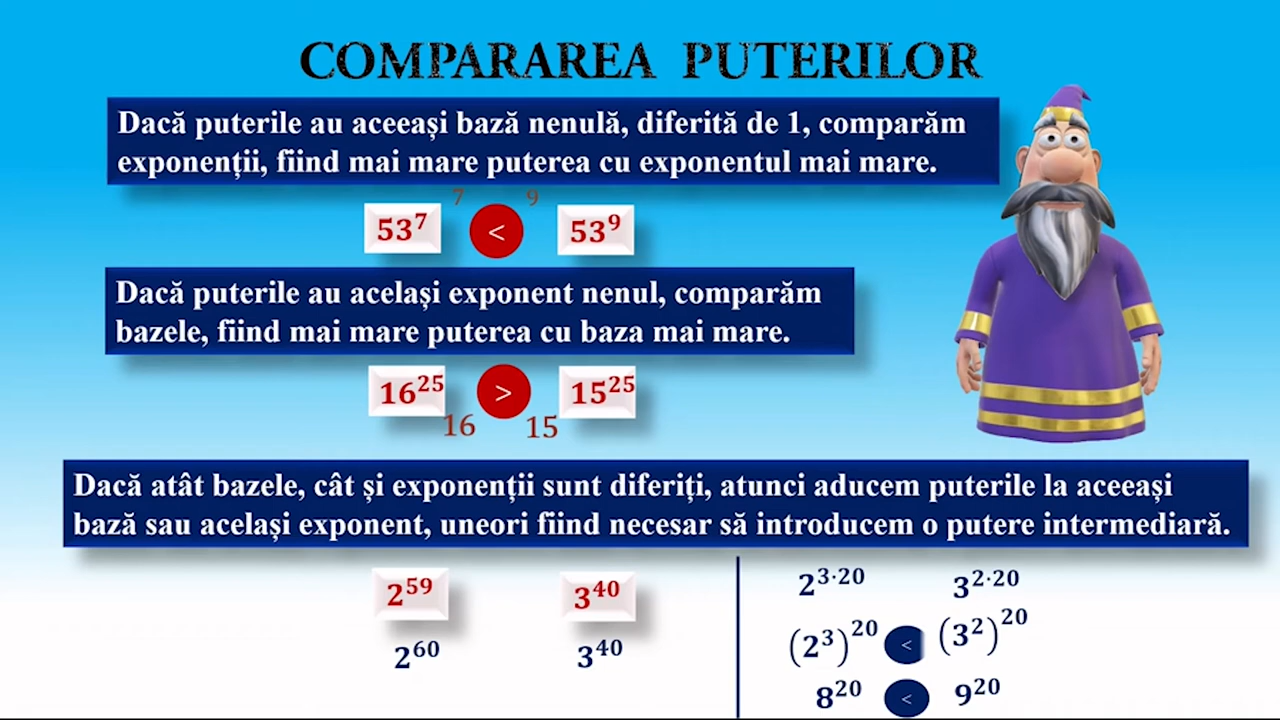 COMPARAREA PUTERILOR
Dacă puterile au aceeași bază nenulă, diferită de 1, comparăm
exponenții, fiind mai mare puterea cu exponentul mai mare.
7 9
53⁷ < 53⁹
Dacă puterile au același exponent nenul, comparăm
bazele, fiind mai mare puterea cu baza mai mare.
16²⁵ > 15²⁵
16 15
Dacă atât bazele, cât și exponenții sunt diferiți, atunci aducem puterile la aceeași
bază sau același exponent, uneori fiind necesar să introducem o putere intermediară.
2⁵⁹ 3⁴⁰
2⁶⁰ 3⁴⁰
2³·²⁰ 3²·²⁰
(2³)²⁰ < (3²)²⁰
8²⁰ < 9²⁰